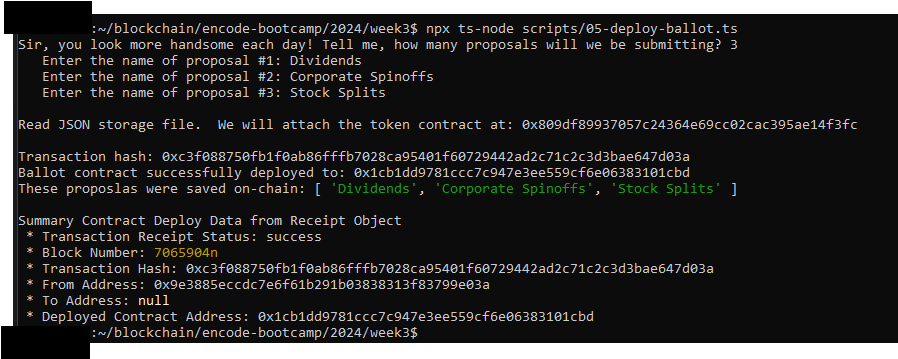 :~/blockchain/encode-bootcamp/2024/week3$ npx ts-node scripts/05-deploy-ballot.ts
Sir, you look more handsome each day! Tell me, how many proposals will we be submitting? 3
Enter the name of proposal #1: Dividends
Enter the name of proposal #2: Corporate Spinoffs
Enter the name of proposal #3: Stock Splits
Read JSON storage file.  We will attach the token contract at: 0x809df89937057c24364e69cc02cac395ae14f3fc
Transaction hash: 0xc3f088750fb1f0ab86fffb7028ca95401f60729442ad2c71c2c3d3bae647d03a
Ballot contract successfully deployed to: 0x1cb1dd9781ccc7c947e3ee559cf6e06383101cbd
These proposlas were saved on-chain: [ 'Dividends', 'Corporate Spinoffs', 'Stock Splits' ]
Summary Contract Deploy Data from Receipt Object
* Transaction Receipt Status: success
* Block Number: 7065904n
* Transaction Hash: 0xc3f088750fb1f0ab86fffb7028ca95401f60729442ad2c71c2c3d3bae647d03a
* From Address: 0x9e3885eccdc7e6f61b291b03838313f83799e03a
* To Address: null
* Deployed Contract Address: 0x1cb1dd9781ccc7c947e3ee559cf6e06383101cbd
:~/blockchain/encode-bootcamp/2024/week3$